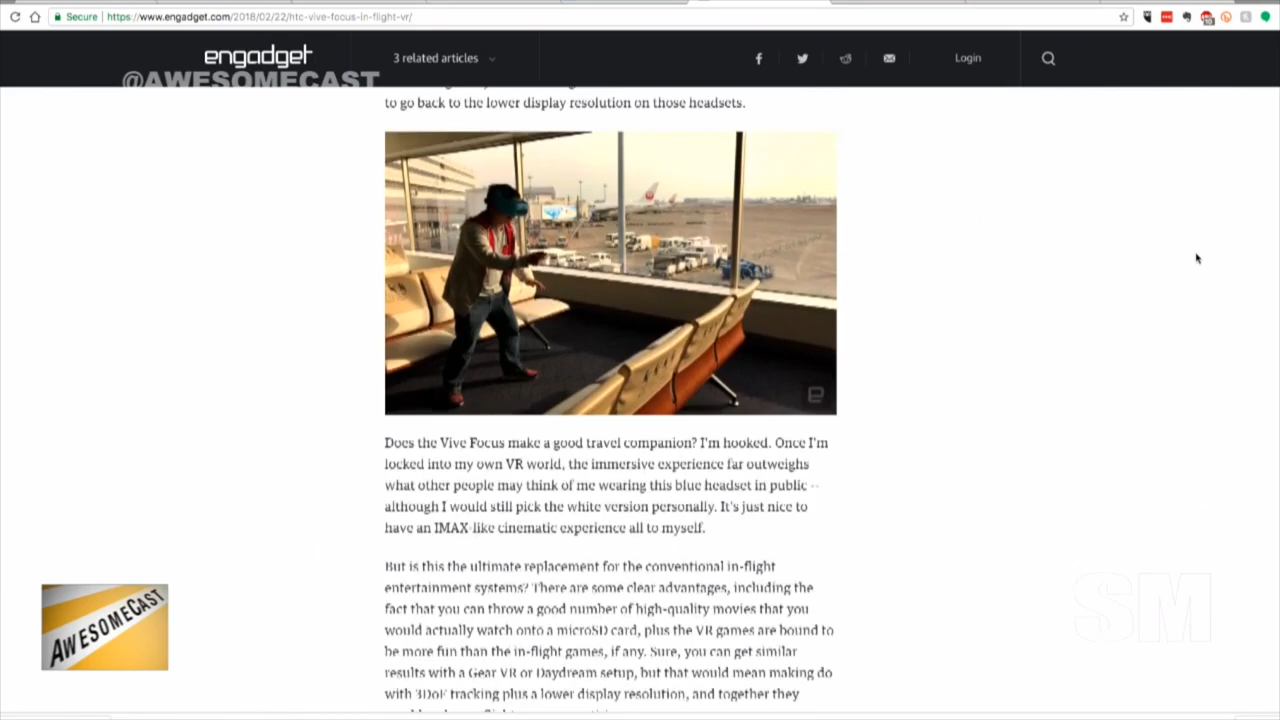 Secure
https://www.engadget.com/2018/02/22/htc-vive-focus-in-flight-vr/
engadget
3 related articles
Login
@AWESOMECAST
to go back to the lower display resolution on those headsets.
Does the Vive Focus make a good travel companion? I'm hooked. Once I'm
locked into my own VR world, the immersive experience far outweighs
what other people may think of me wearing this blue headset in public --
although I would still pick the white version personally. It's just nice to
have an IMAX-like cinematic experience all to myself.
But is this the ultimate replacement for the conventional in-flight
entertainment systems? There are some clear advantages, including the
fact that you can throw a good number of high-quality movies that you
would actually watch onto a microSD card, plus the VR games are bound to
be more fun than the in-flight games, if any. Sure, you can get similar
results with a Gear VR or Daydream setup, but that would mean making do
with 3DoF tracking plus a lower display resolution, and together they
AWESOMECAST
SM